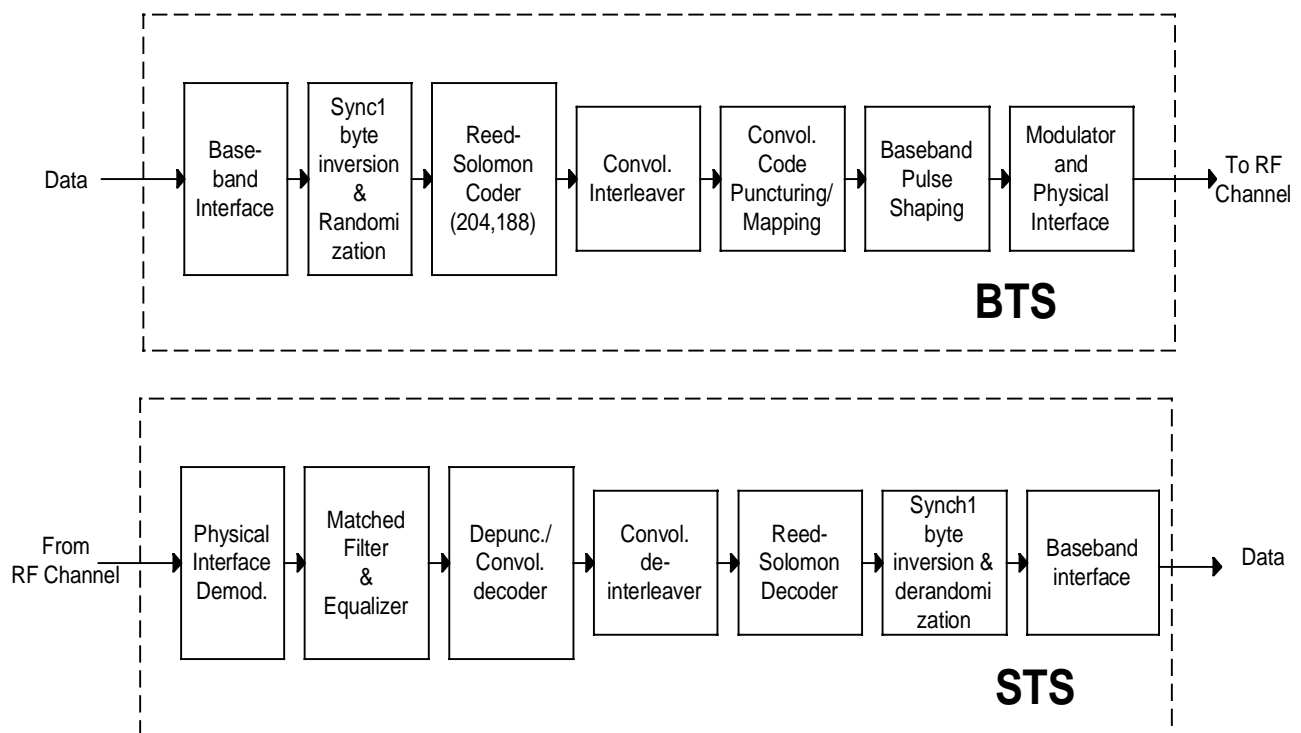 Data
Base-
band
Interface
Sync1
byte
inversion
&
Randomi
zation
Reed-
Solomon
Coder
(204,188)
Convol.
Interleaver
Convol.
Code
Puncturing/
Mapping
Baseband
Pulse
Shaping
Modulator
and
Physical
Interface
To RF
Channel
BTS
From
RF Channel
Physical
Interface
Demod.
Matched
Filter
&
Equalizer
Depunc./
Convol.
decoder
Convol.
de-
interleaver
Reed-
Solomon
Decoder
Synch1
byte
inversion &
derandomi
zation
Baseband
interface
Data
STS